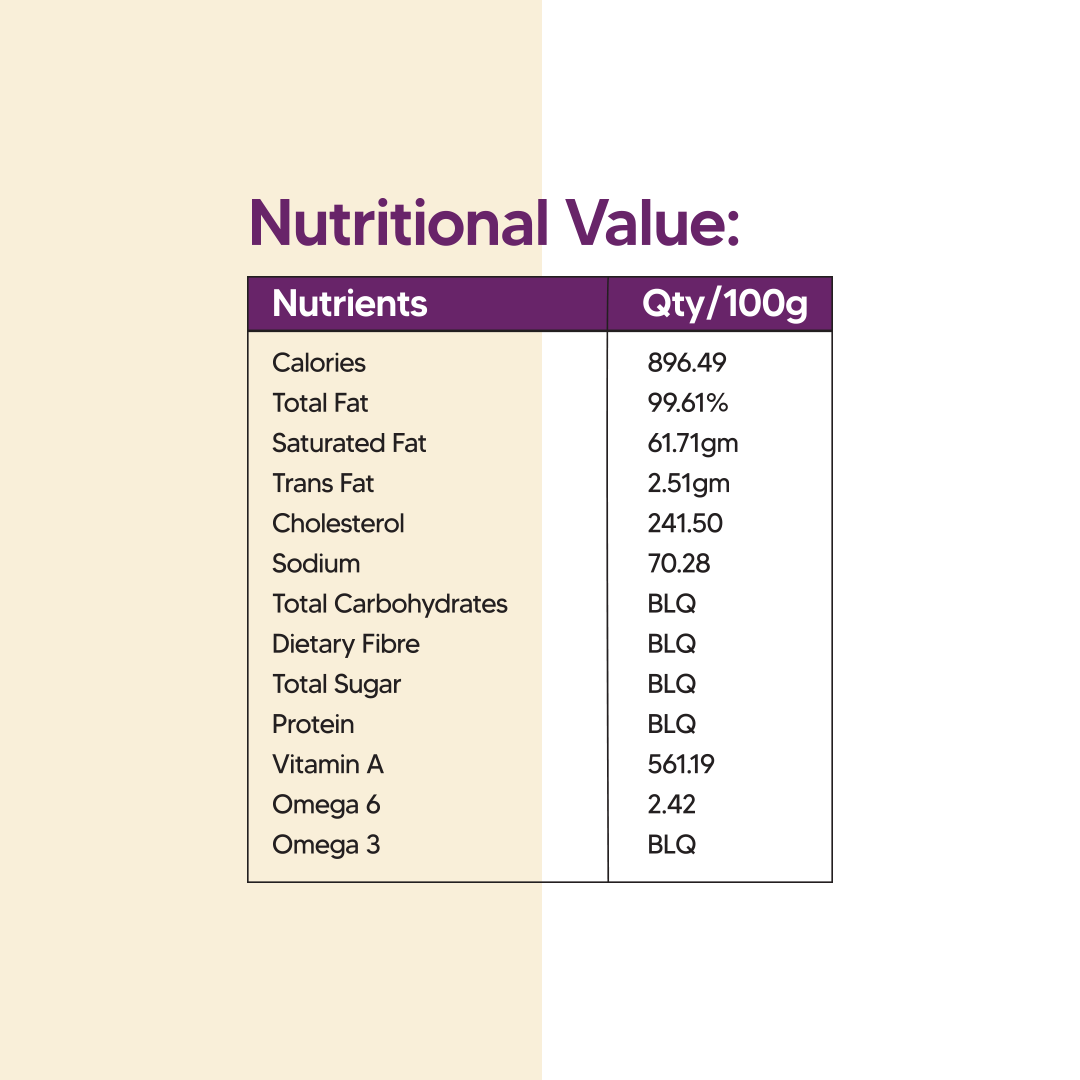 Nutritional Value:
Nutrients Qty/100g
Calories 896.49
Total Fat 99.61%
Saturated Fat 61.71gm
Trans Fat 2.51gm
Cholesterol 241.50
Sodium 70.28
Total Carbohydrates BLQ
Dietary Fibre BLQ
Total Sugar BLQ
Protein BLQ
Vitamin A 561.19
Omega 6 2.42
Omega 3 BLQ